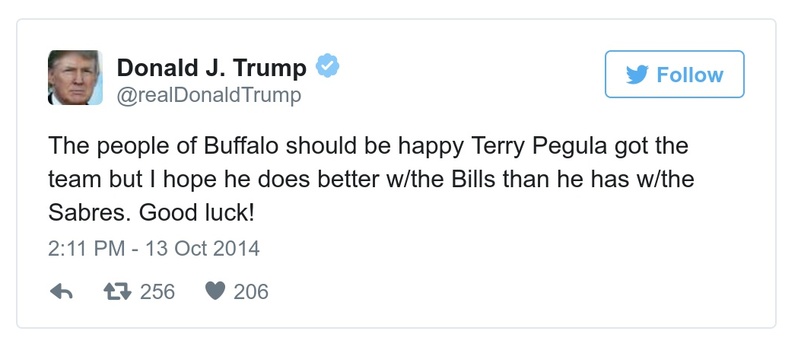 Donald J. Trump
@realDonaldTrump
Follow
The people of Buffalo should be happy Terry Pegula got the
team but I hope he does better w/the Bills than he has w/the
Sabres. Good luck!
2:11 PM - 13 Oct 2014
256 206